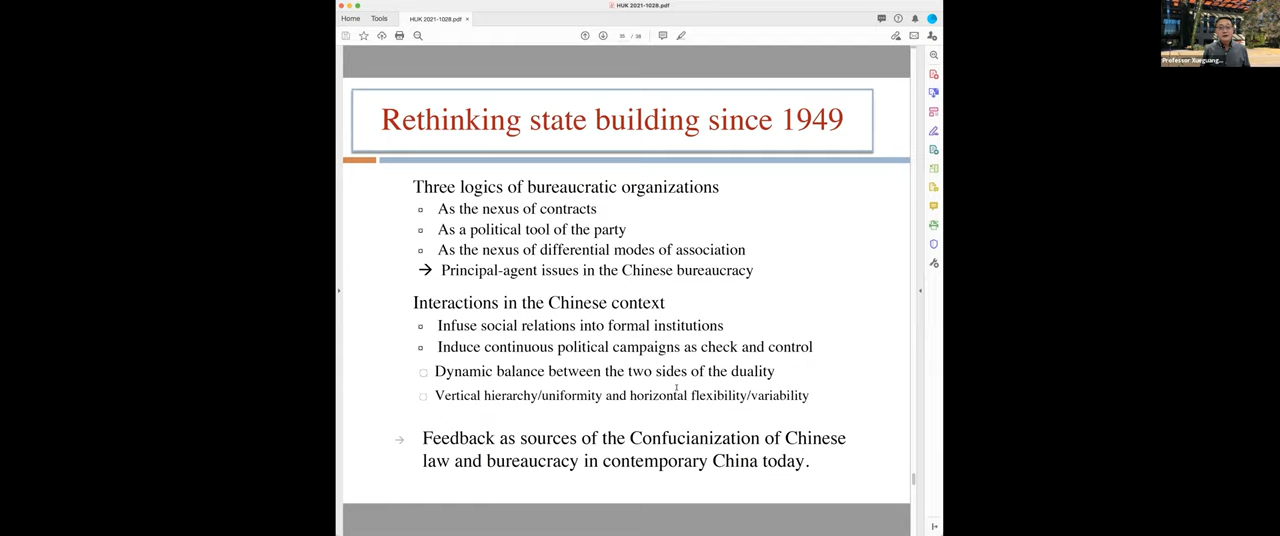 HUK 2021-1028.pdf
Home Tools HUK 2021-1028.pdf ×
35 / 38
Professor Xueguang...
Rethinking state building since 1949
Three logics of bureaucratic organizations
As the nexus of contracts
As a political tool of the party
As the nexus of differential modes of association
→ Principal-agent issues in the Chinese bureaucracy
Interactions in the Chinese context
Infuse social relations into formal institutions
Induce continuous political campaigns as check and control
Dynamic balance between the two sides of the duality
Vertical hierarchy/uniformity and horizontal flexibility/variability
→ Feedback as sources of the Confucianization of Chinese
law and bureaucracy in contemporary China today.